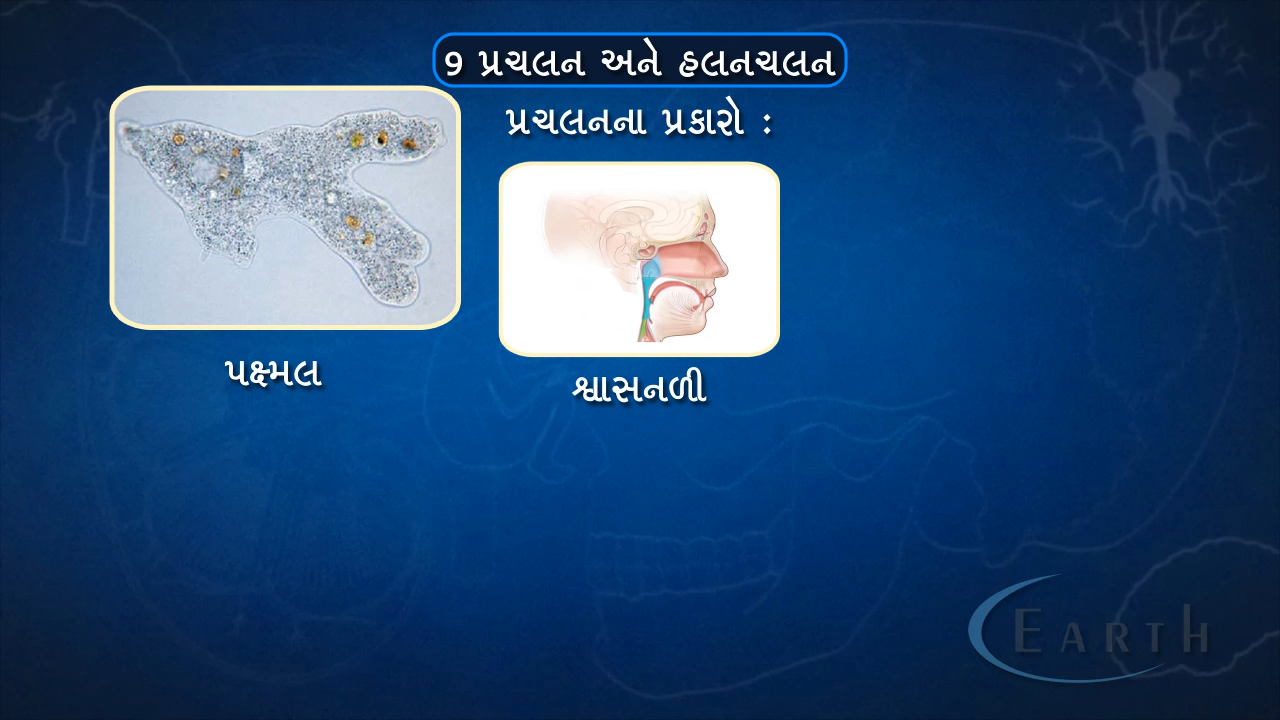 9 પ્રચલન અને હલનચલન
પ્રચલનના પ્રકારો :
પક્ષ્મલ
શ્વાસનળી
EARTH